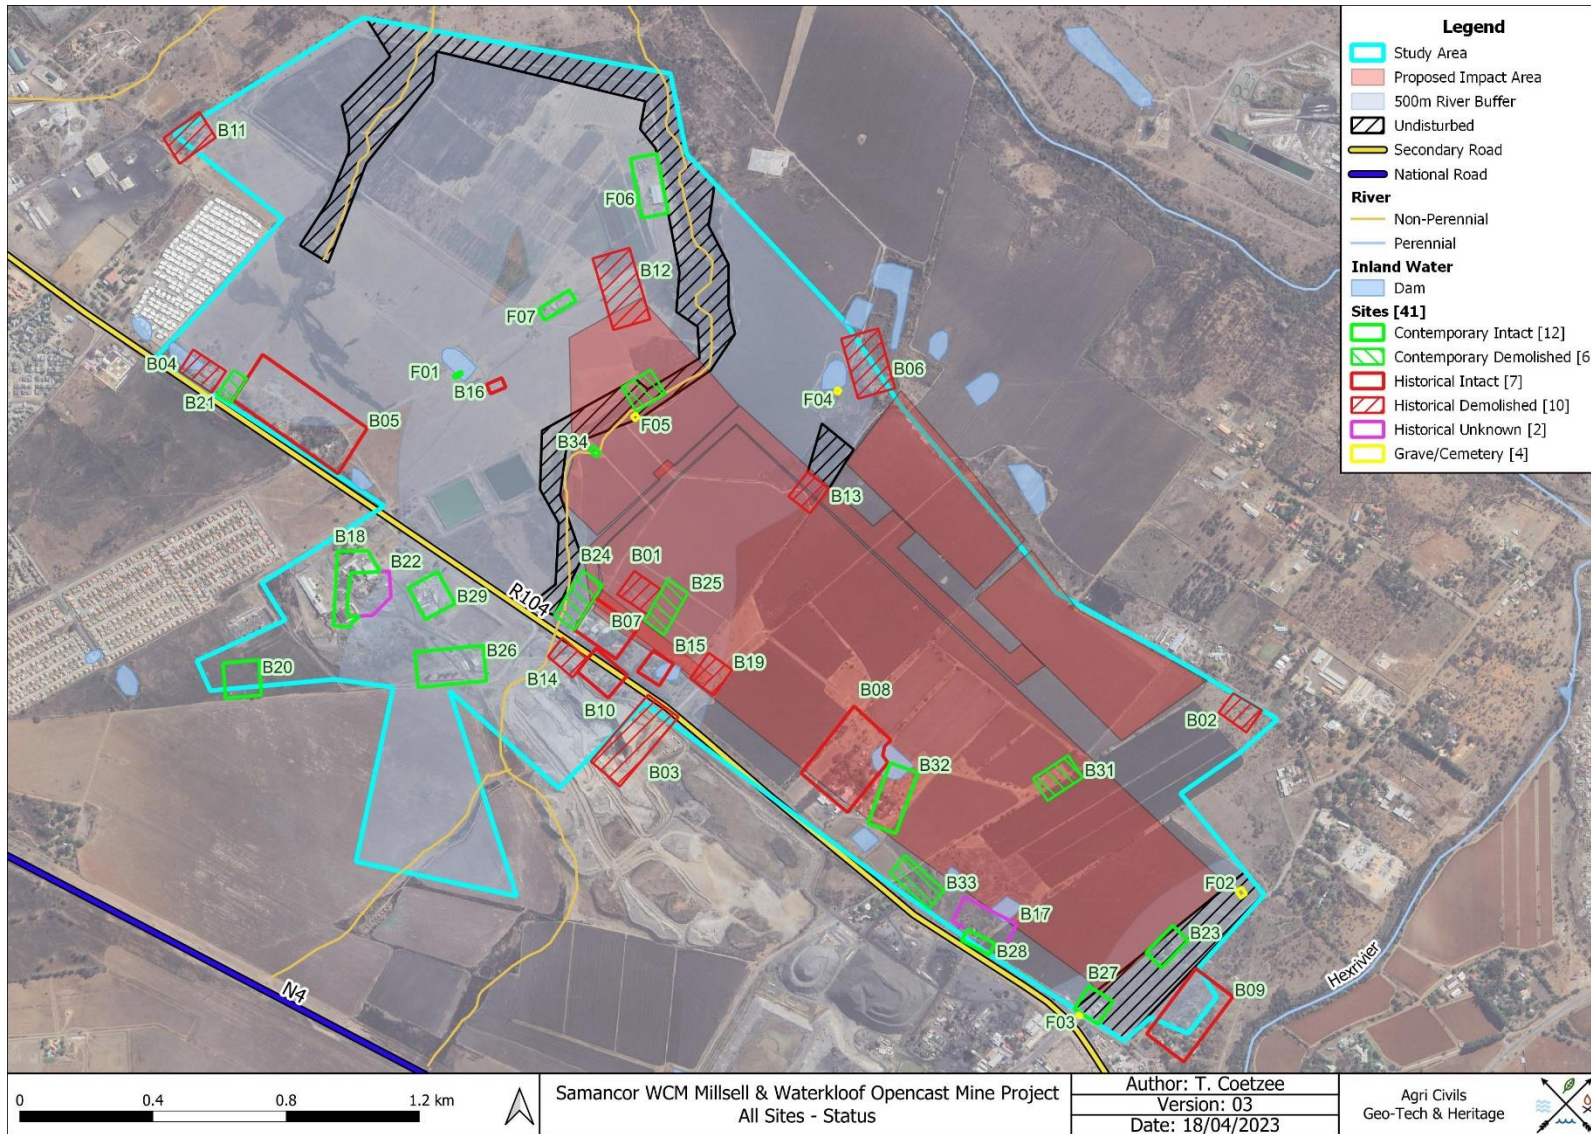 Legend
Study Area
Proposed Impact Area
500m River Buffer
Undisturbed
Secondary Road
National Road
River
Non-Perennial
Perennial
Inland Water
Dam
Sites [41]
Contemporary Intact [12]
Contemporary Demolished [6
Historical Intact [7]
Historical Demolished [10]
Historical Unknown [2]
Grave/Cemetery [4]
B11
F06
B12
F07
B04
F01
B16
B06
B21
B05
F04
F05
B34
B13
B18
B22
B24
B01
B25
B29
R104
B07
B26
B15
B20
B14
B19
B08
B10
B02
B03
B32
B31
B33
F02
B17
B23
B28
B27
B09
Hexrivier
N4
F03
0
0.4
0.8
1.2 km
Samancor WCM Millsell & Waterkloof Opencast Mine Project
All Sites - Status
Author: T. Coetzee
Version: 03
Date: 18/04/2023
Agri Civils
Geo-Tech & Heritage